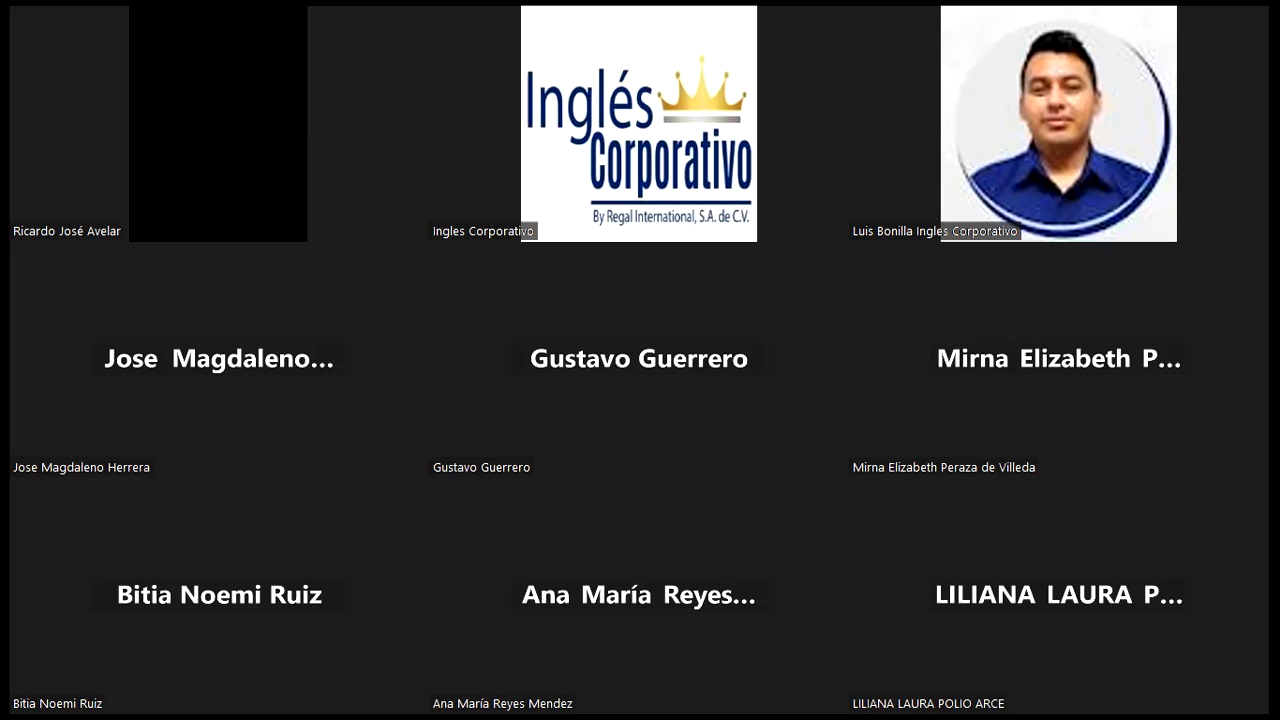 Inglés
Corporativo
By Regal International, S.A. de C.V.
Ricardo José Avelar
Ingles Corporativo
Luis Bonilla Ingles Corporativo
Jose Magdaleno...
Gustavo Guerrero
Mirna Elizabeth P...
Jose Magdaleno Herrera
Gustavo Guerrero
Mirna Elizabeth Peraza de Villeda
Bitia Noemi Ruiz
Ana María Reyes...
LILIANA LAURA P...
Bitia Noemi Ruiz
Ana María Reyes Mendez
LILIANA LAURA POLIO ARCE